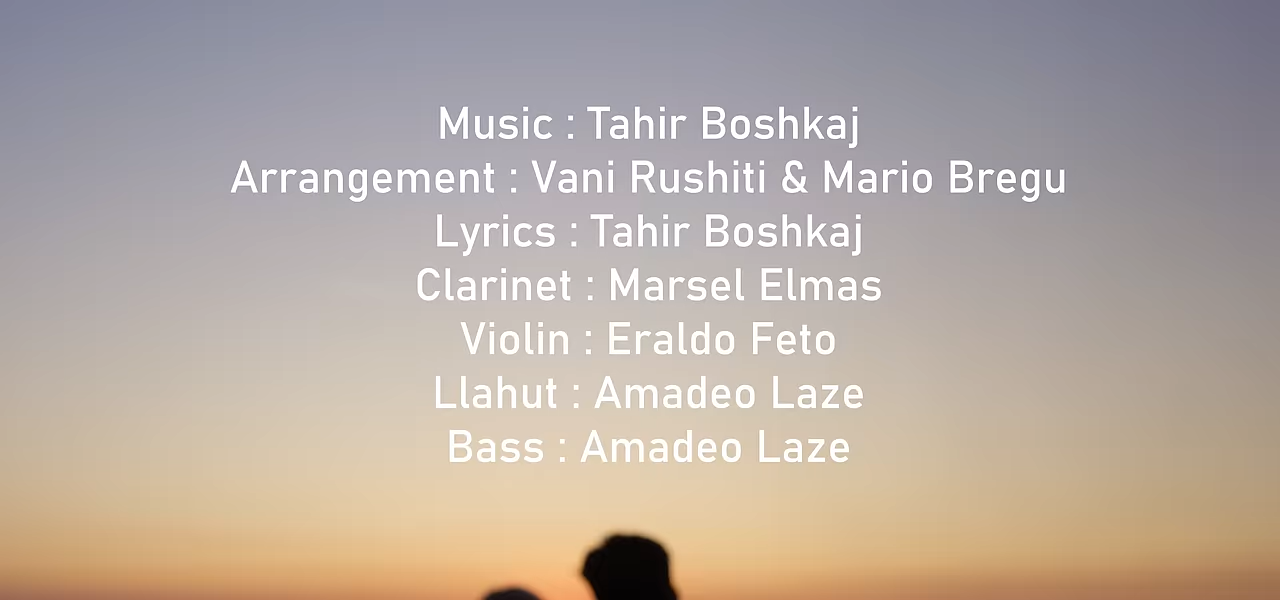 Music : Tahir Boshkaj
Arrangement : Vani Rushiti & Mario Bregu
Lyrics : Tahir Boshkaj
Clarinet : Marsel Elmas
Violin : Eraldo Feto
Llahut : Amadeo Laze
Bass : Amadeo Laze